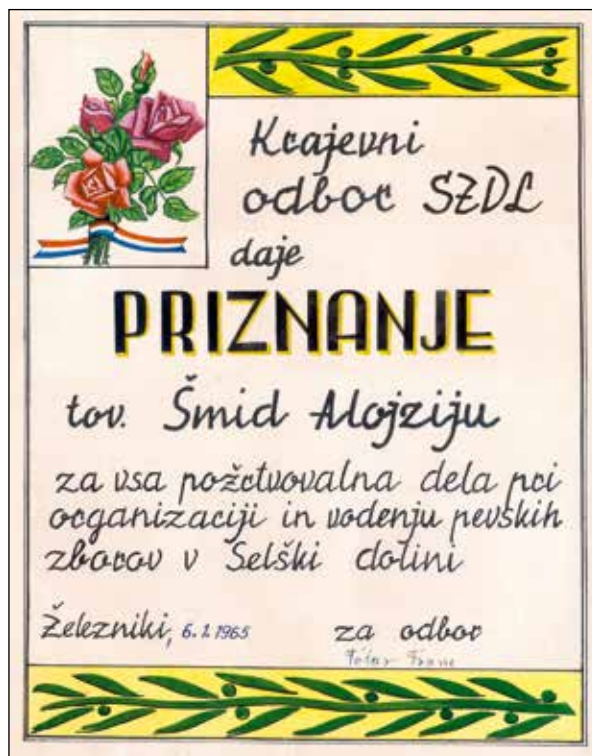 Krajevni
odbor SZDL
daje
PRIZNANJE
tov. Šmid Alojziju
za vsa požrtvovalna dela pri
organizaciji in vodenju pevskih
zborov v Selški dolini
Železniki, 6.2.1965 za odbor